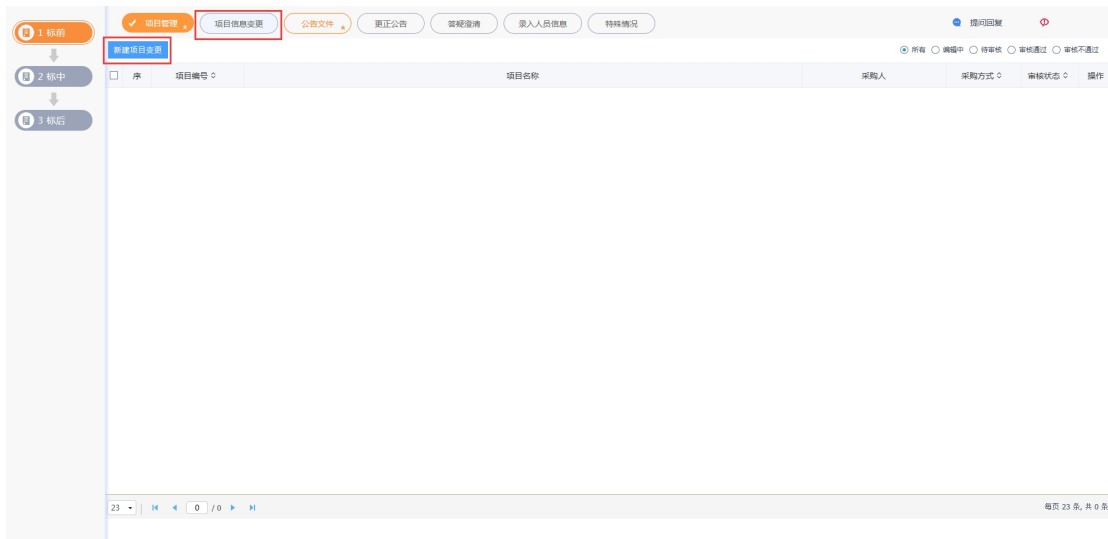 1 标前
2 标中
3 标后
项目管理 项目信息变更 公告文件 更正公告 答疑澄清 录入人员信息 特殊情况 提问回复
新建项目变更 所有 编辑中 待审核 审核通过 审核不通过
序 项目编号 项目名称 采购人 采购方式 审核状态 操作
23 0 / 0 每页 23 条, 共 0 条